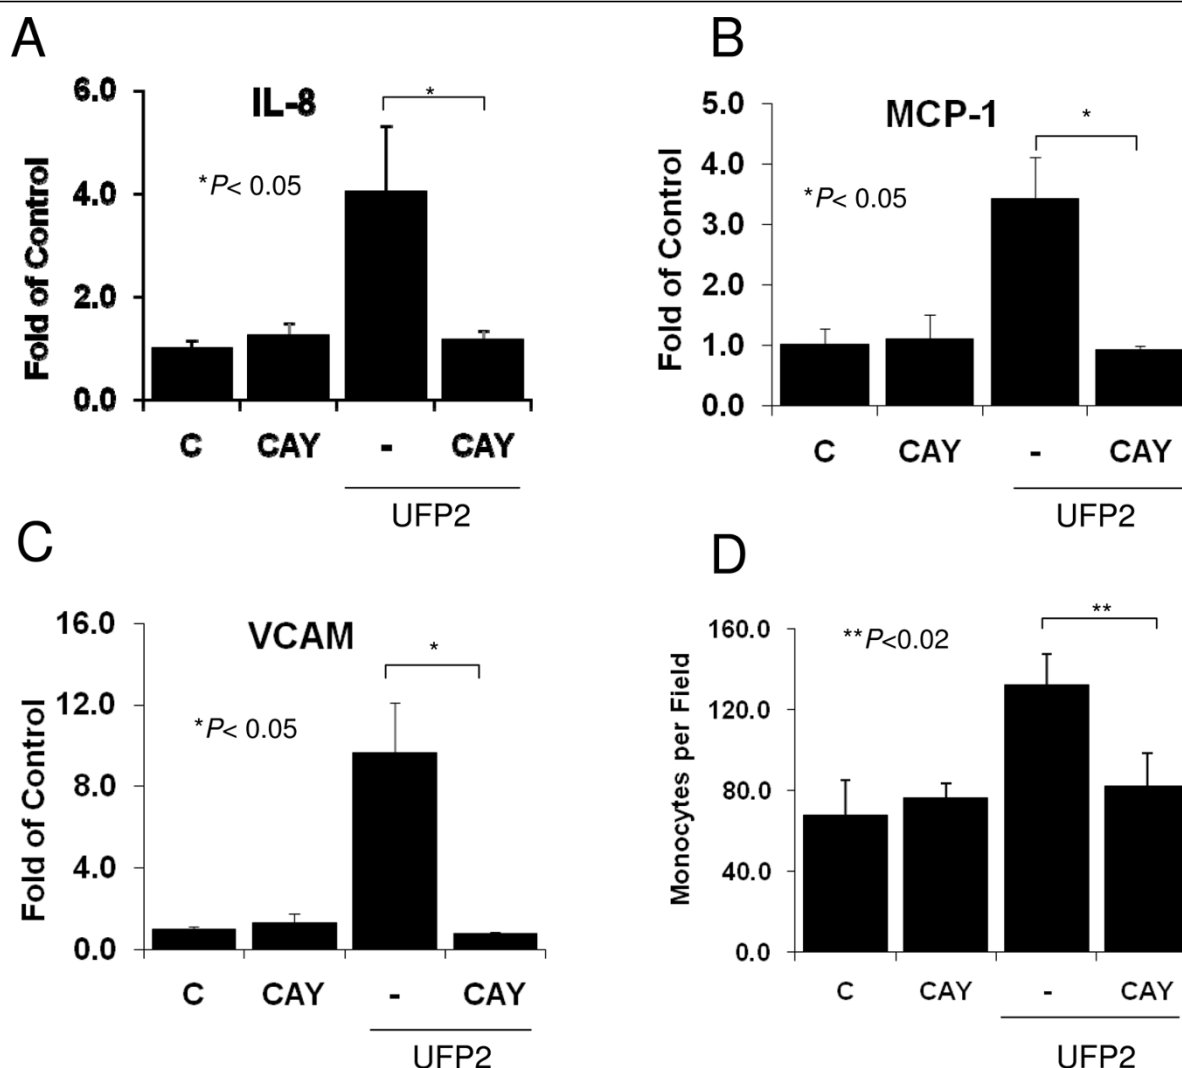 A
IL-8
*
*P< 0.05
Fold of Control
6.0
4.0
2.0
0.0
C CAY - CAY
UFP2
B
MCP-1
*
*P< 0.05
Fold of Control
5.0
4.0
3.0
2.0
1.0
0.0
C CAY - CAY
UFP2
C
VCAM
*
*P< 0.05
Fold of Control
16.0
12.0
8.0
4.0
0.0
C CAY - CAY
UFP2
D
**
**P<0.02
Monocytes per Field
160.0
120.0
80.0
40.0
0.0
C CAY - CAY
UFP2